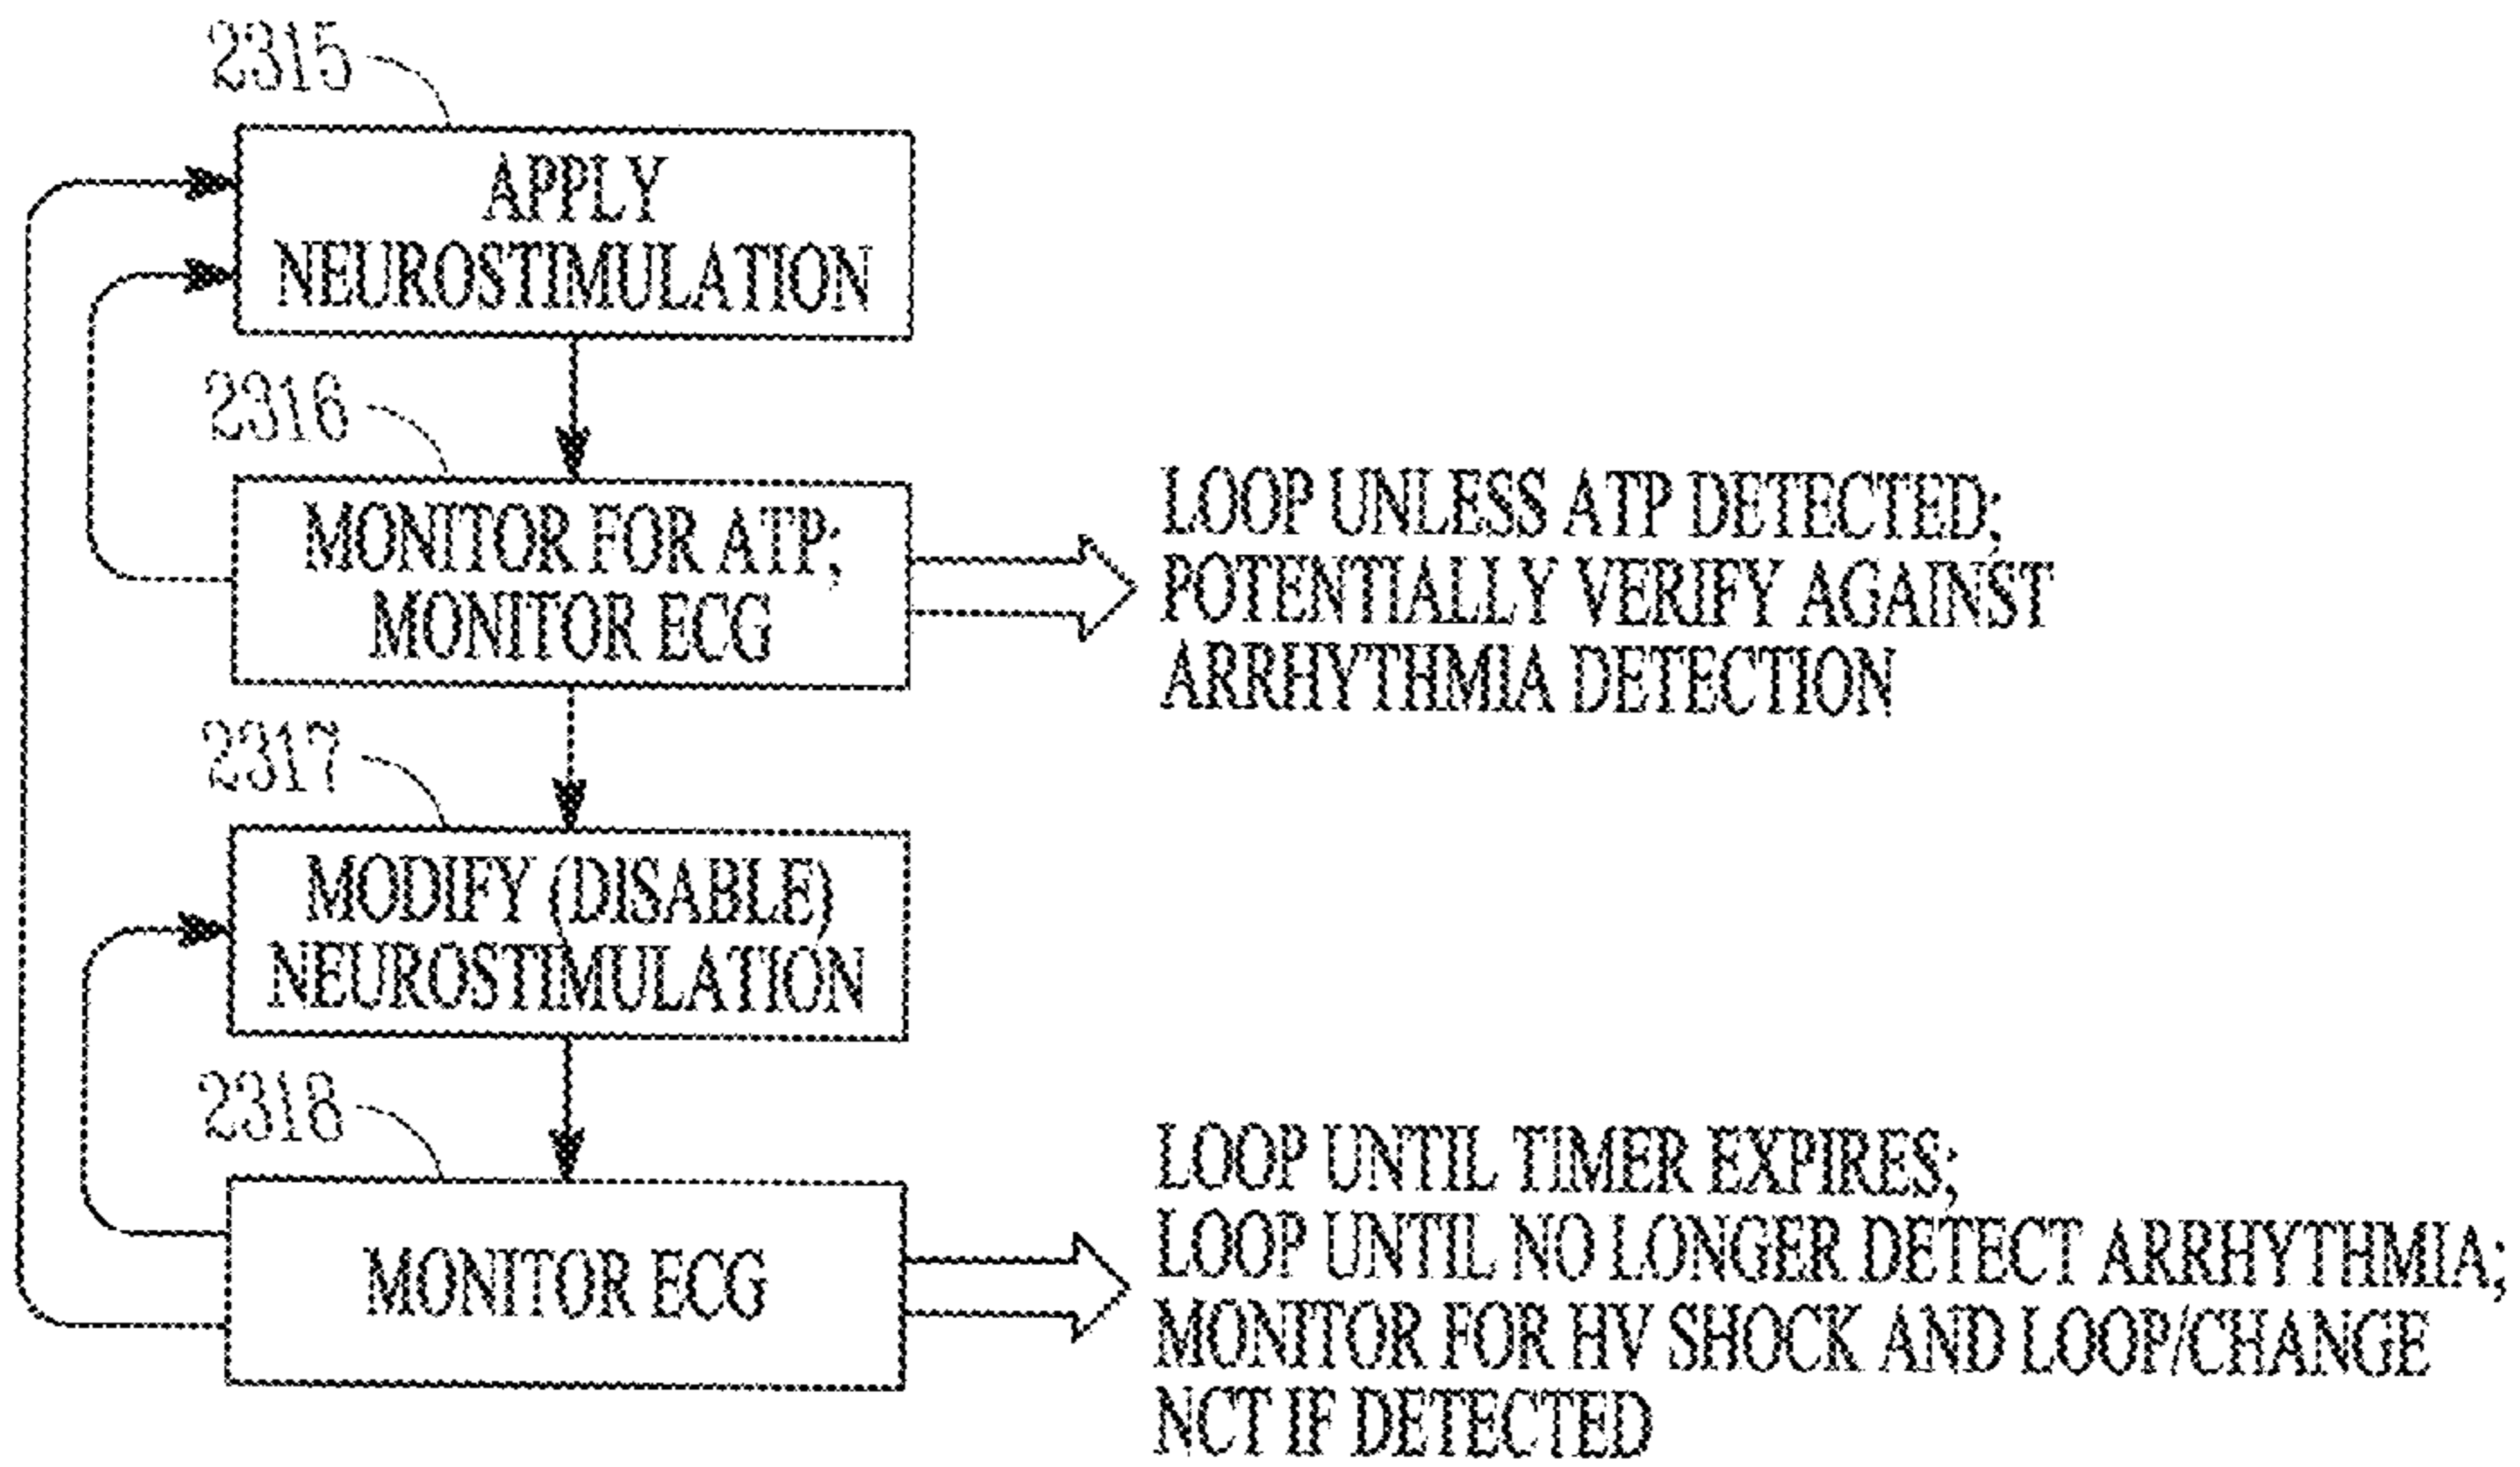 2315
APPLY
NEUROSTIMULATION
2316
MONITOR FOR ATP;
MONITOR ECG
LOOP UNLESS ATP DETECTED;
POTENTIALLY VERIFY AGAINST
ARRHYTHMIA DETECTION
2317
MODIFY (DISABLE)
NEUROSTIMULATION
2318
MONITOR ECG
LOOP UNTIL TIMER EXPIRES;
LOOP UNTIL NO LONGER DETECT ARRHYTHMIA;
MONITOR FOR HV SHOCK AND LOOP/CHANGE
NCT IF DETECTED